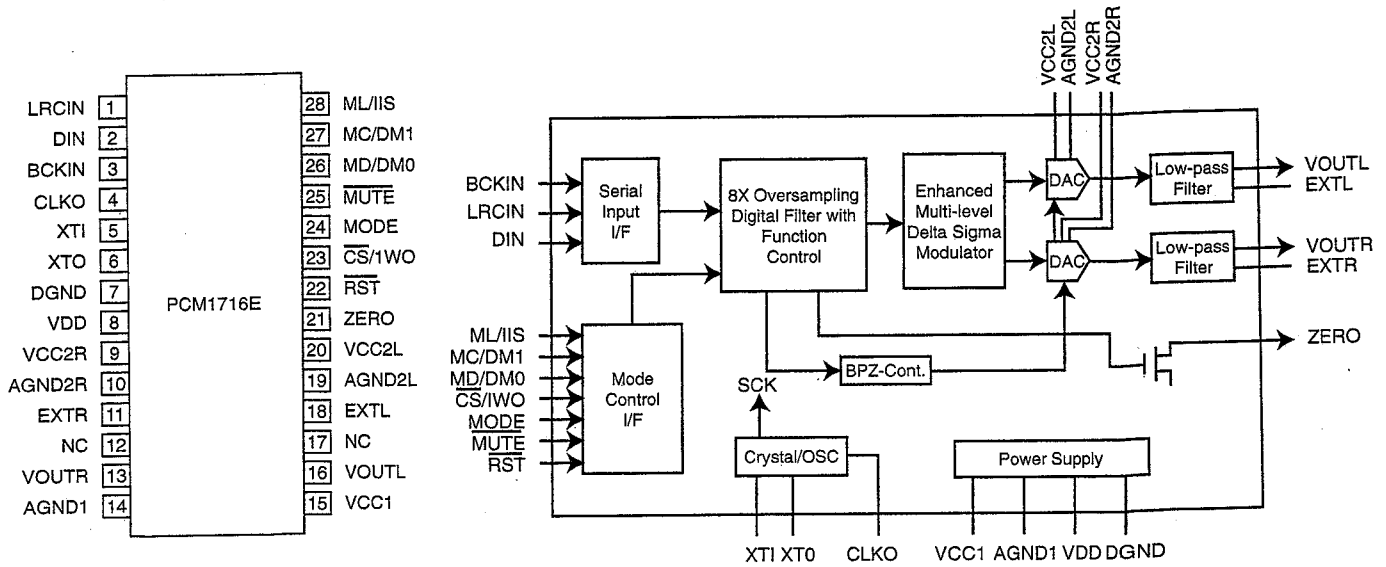 LRCIN 1
DIN 2
BCKIN 3
CLKO 4
XTI 5
XTO 6
DGND 7
VDD 8
VCC2R 9
AGND2R 10
EXTR 11
NC 12
VOUTR 13
AGND1 14
PCM1716E
28 ML/IIS
27 MC/DM1
26 MD/DM0
25 MUTE
24 MODE
23 CS/1WO
22 RST
21 ZERO
20 VCC2L
19 AGND2L
18 EXTL
17 NC
16 VOUTL
15 VCC1
VCC2L
AGND2L
VCC2R
AGND2R
BCKIN
LRCIN
DIN
Serial
Input
I/F
8X Oversampling
Digital Filter with
Function
Control
Enhanced
Multi-level
Delta Sigma
Modulator
DAC
DAC
Low-pass
Filter
Low-pass
Filter
VOUTL
EXTL
VOUTR
EXTR
ZERO
ML/IIS
MC/DM1
MD/DM0
CS/IWO
MODE
MUTE
RST
Mode
Control
I/F
BPZ-Cont.
SCK
Crystal/OSC
Power Supply
XTI
XT0
CLKO
VCC1
AGND1
VDD
DGND